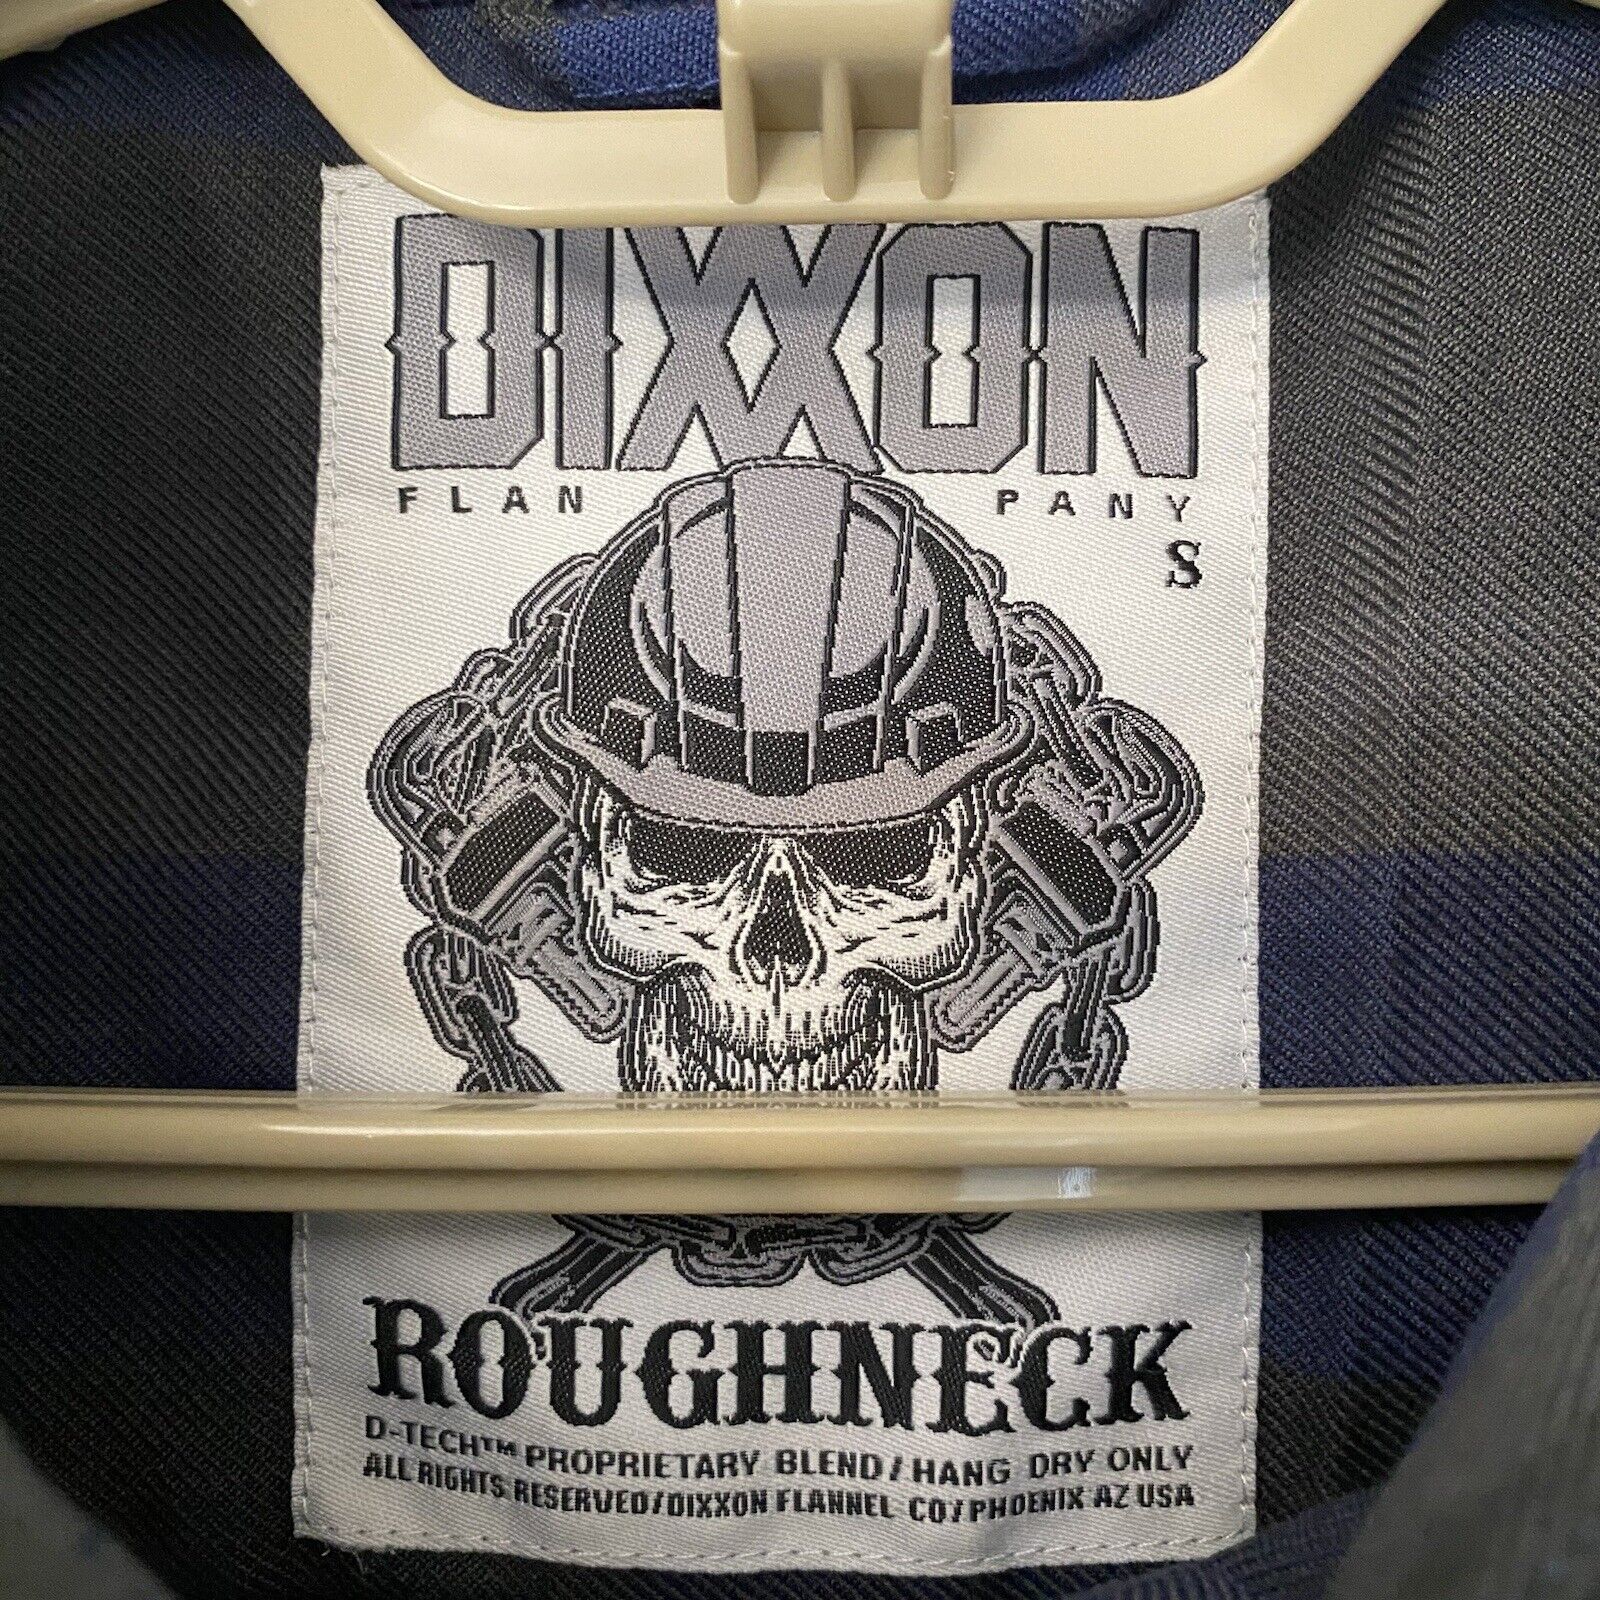 DIXXON
FLAN PANY
S
ROUGHNECK
D-TECH™ PROPRIETARY BLEND / HANG DRY ONLY
ALL RIGHTS RESERVED/DIXXON FLANNEL CO/PHOENIX AZ USA